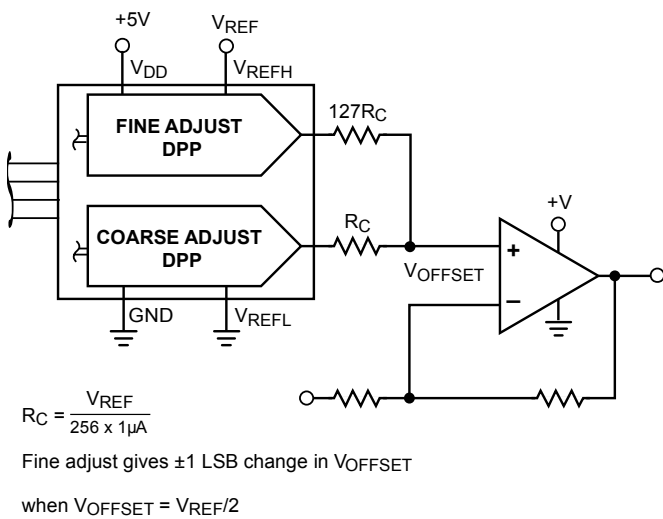 +5V
VREF
VDD
VREFH
FINE ADJUST
DPP
127RC
COARSE ADJUST
DPP
RC
+V
+
VOFFSET
−
GND
VREFL
RC = VREF / 256 x 1µA
Fine adjust gives ±1 LSB change in VOFFSET
when VOFFSET = VREF/2